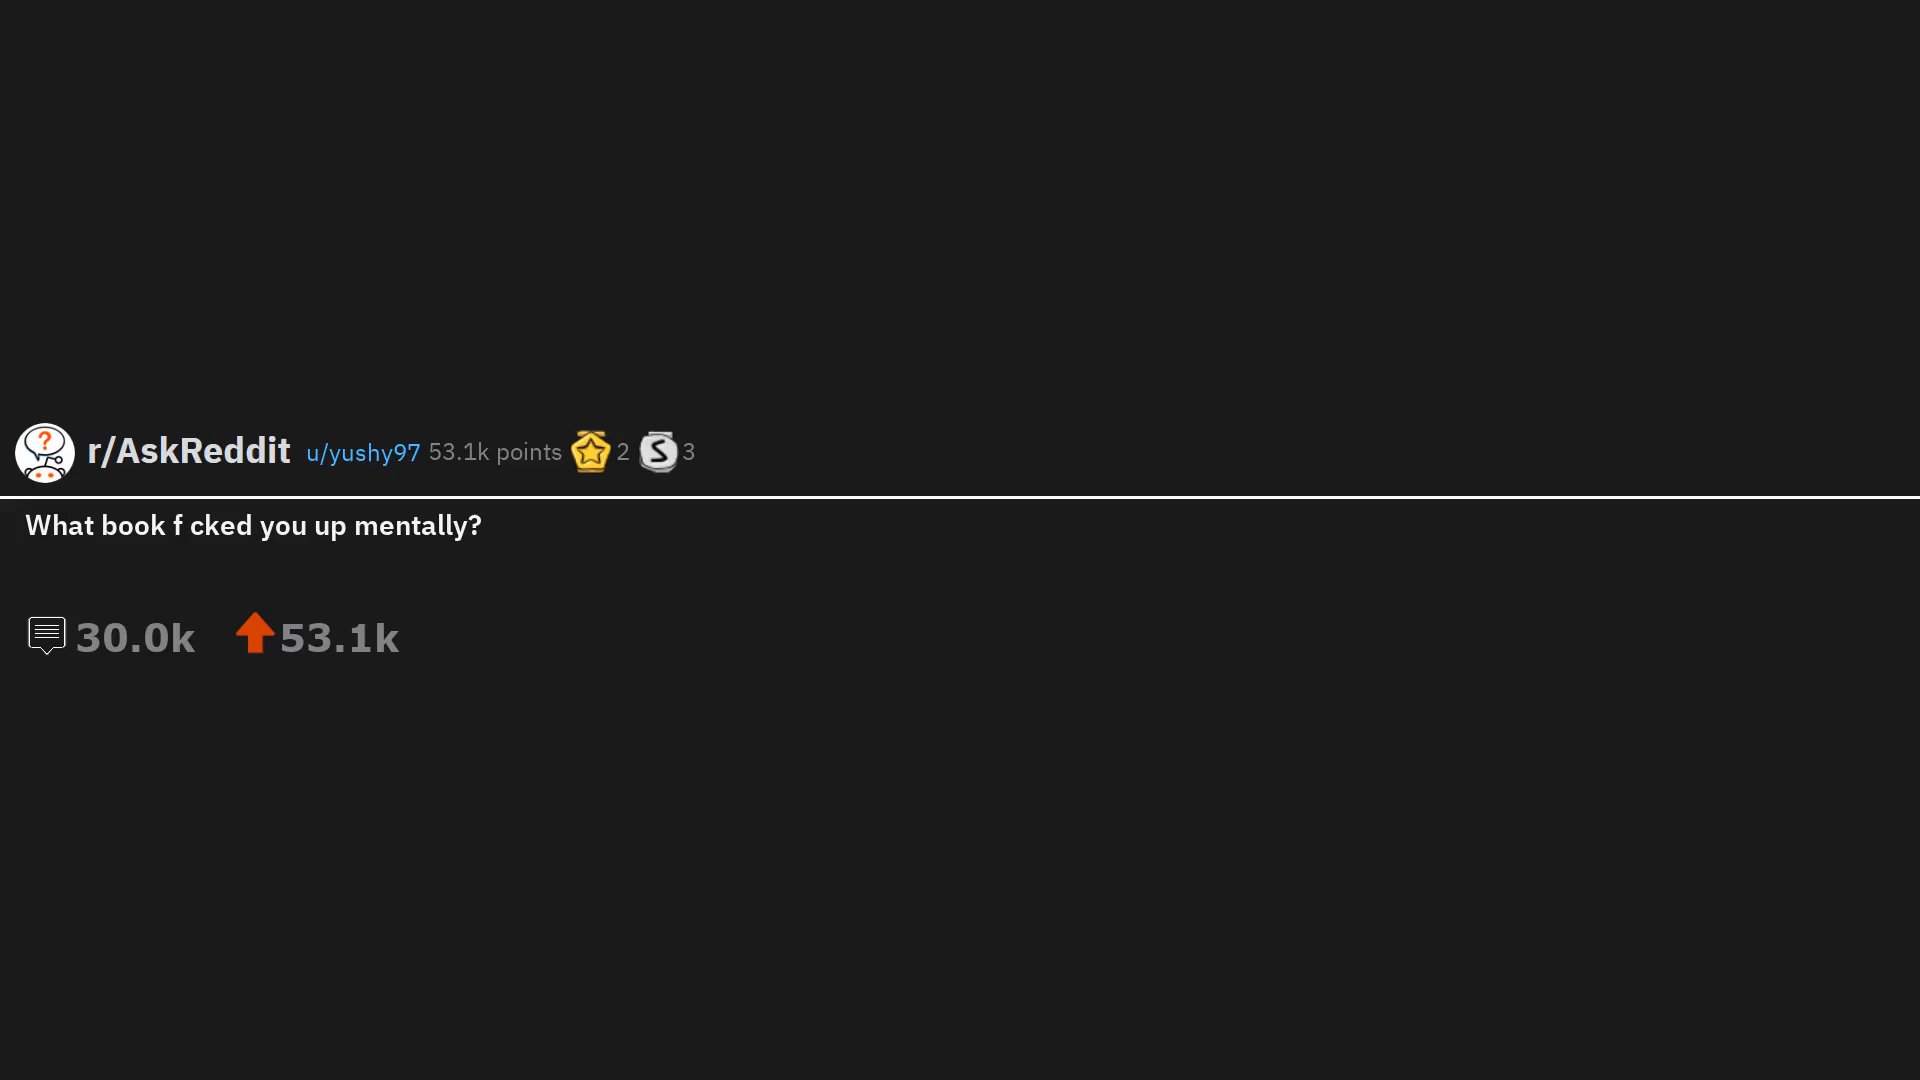 r/AskReddit u/yushy97 53.1k points 2 S 3
What book f cked you up mentally?
30.0k 53.1k